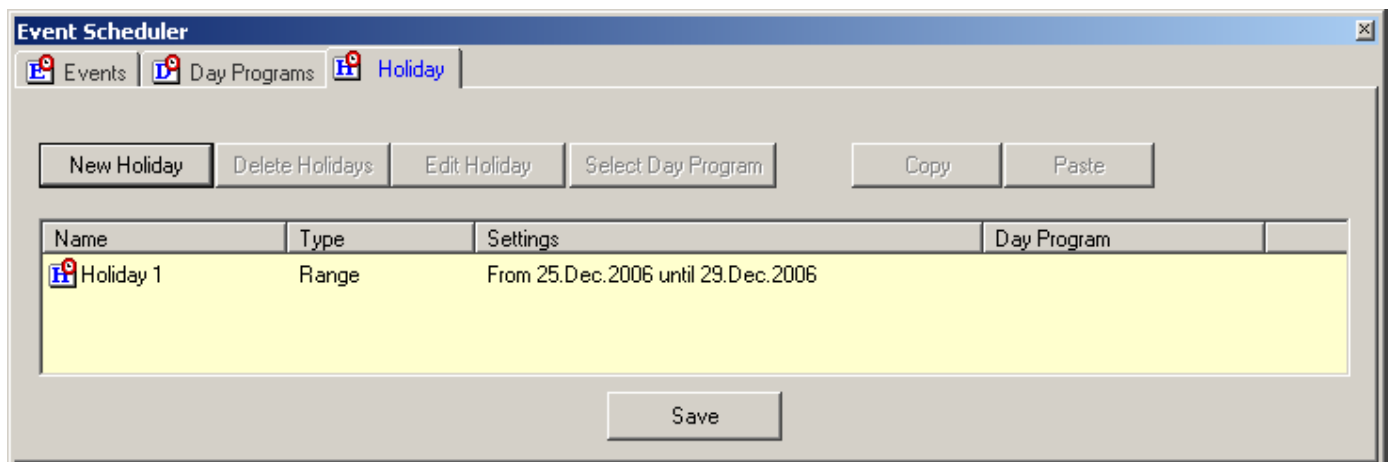 Event Scheduler
E Events D Day Programs H Holiday
New Holiday Delete Holidays Edit Holiday Select Day Program Copy Paste
Name Type Settings Day Program
H Holiday 1 Range From 25.Dec.2006 until 29.Dec.2006
Save